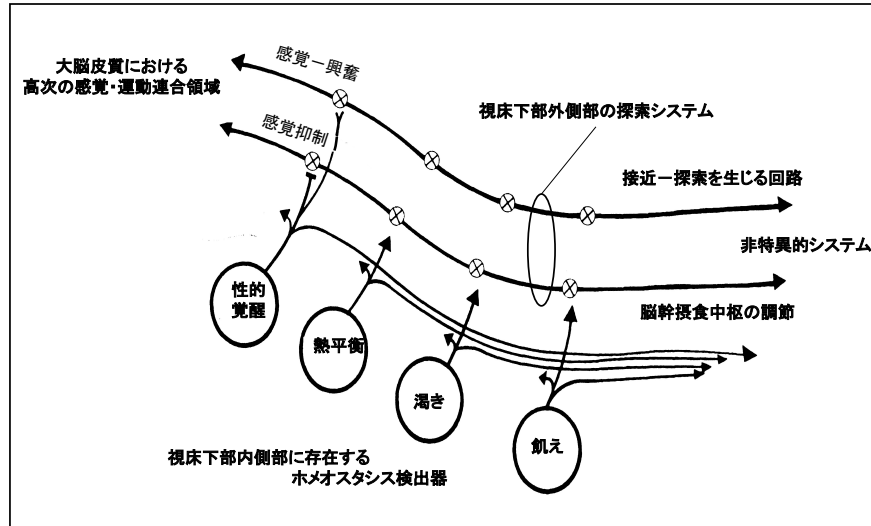 大脳皮質における
高次の感覚・運動連合領域
感覚－興奮
感覚抑制
視床下部外側部の探索システム
接近－探索を生じる回路
非特異的システム
脳幹摂食中枢の調節
性的
覚醒
熱平衡
渇き
飢え
視床下部内側部に存在する
ホメオスタシス検出器